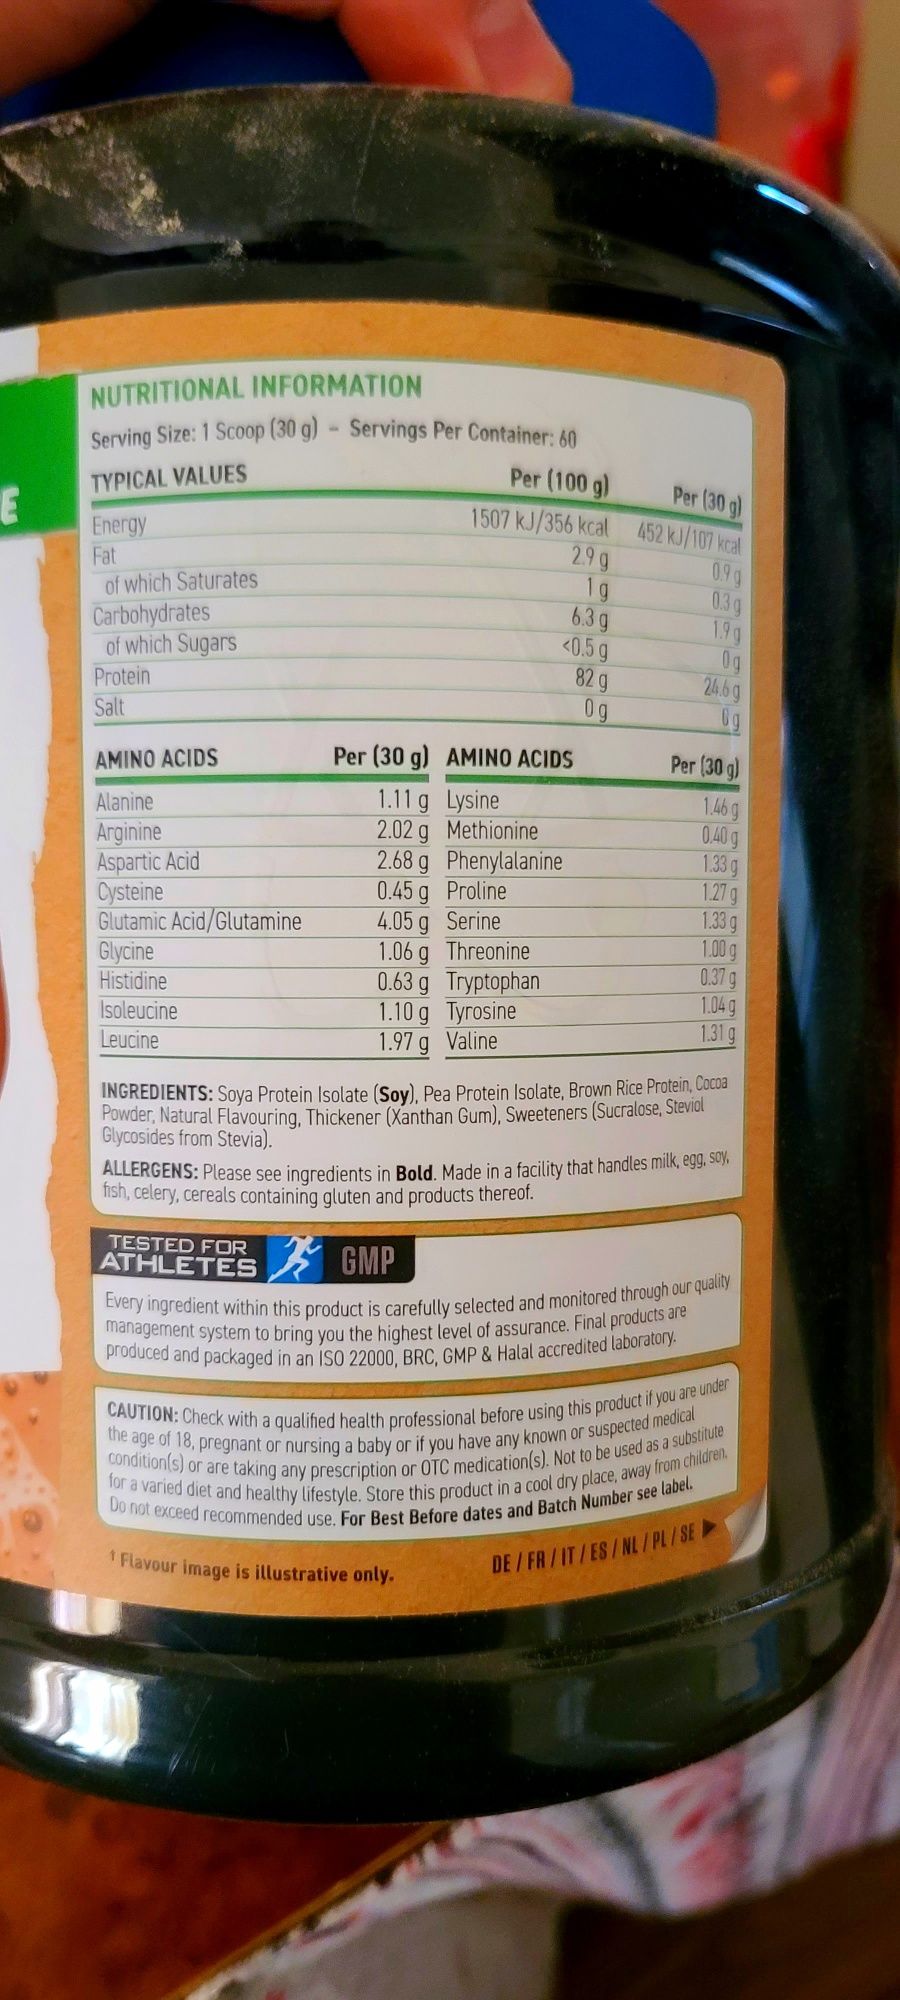 E
NUTRITIONAL INFORMATION
Serving Size: 1 Scoop (30 g) - Servings Per Container: 60
TYPICAL VALUES Per (100 g) Per (30 g)
Energy 1507 kJ/356 kcal 452 kJ/107 kcal
Fat 2.9 g 0.9 g
of which Saturates 1 g 0.3 g
Carbohydrates 6.3 g 1.9 g
of which Sugars <0.5 g 0 g
Protein 82 g 24.6 g
Salt 0 g 0 g
AMINO ACIDS Per (30 g) AMINO ACIDS Per (30 g)
Alanine 1.11 g Lysine 1.46 g
Arginine 2.02 g Methionine 0.40 g
Aspartic Acid 2.68 g Phenylalanine 1.33 g
Cysteine 0.45 g Proline 1.27 g
Glutamic Acid/Glutamine 4.05 g Serine 1.33 g
Glycine 1.06 g Threonine 1.00 g
Histidine 0.63 g Tryptophan 0.37 g
Isoleucine 1.10 g Tyrosine 1.04 g
Leucine 1.97 g Valine 1.31 g
INGREDIENTS: Soya Protein Isolate (Soy), Pea Protein Isolate, Brown Rice Protein, Cocoa
Powder, Natural Flavouring, Thickener (Xanthan Gum), Sweeteners (Sucralose, Steviol
Glycosides from Stevia).
ALLERGENS: Please see ingredients in Bold. Made in a facility that handles milk, egg, soy,
fish, celery, cereals containing gluten and products thereof.
TESTED FOR
ATHLETES GMP
Every ingredient within this product is carefully selected and monitored through our quality
management system to bring you the highest level of assurance. Final products are
produced and packaged in an ISO 22000, BRC, GMP & Halal accredited laboratory.
CAUTION: Check with a qualified health professional before using this product if you are under
the age of 18, pregnant or nursing a baby or if you have any known or suspected medical
condition(s) or are taking any prescription or OTC medication(s). Not to be used as a substitute
for a varied diet and healthy lifestyle. Store this product in a cool dry place, away from children.
Do not exceed recommended use. For Best Before dates and Batch Number see label.
† Flavour image is illustrative only.
DE / FR / IT / ES / NL / PL / SE ▶